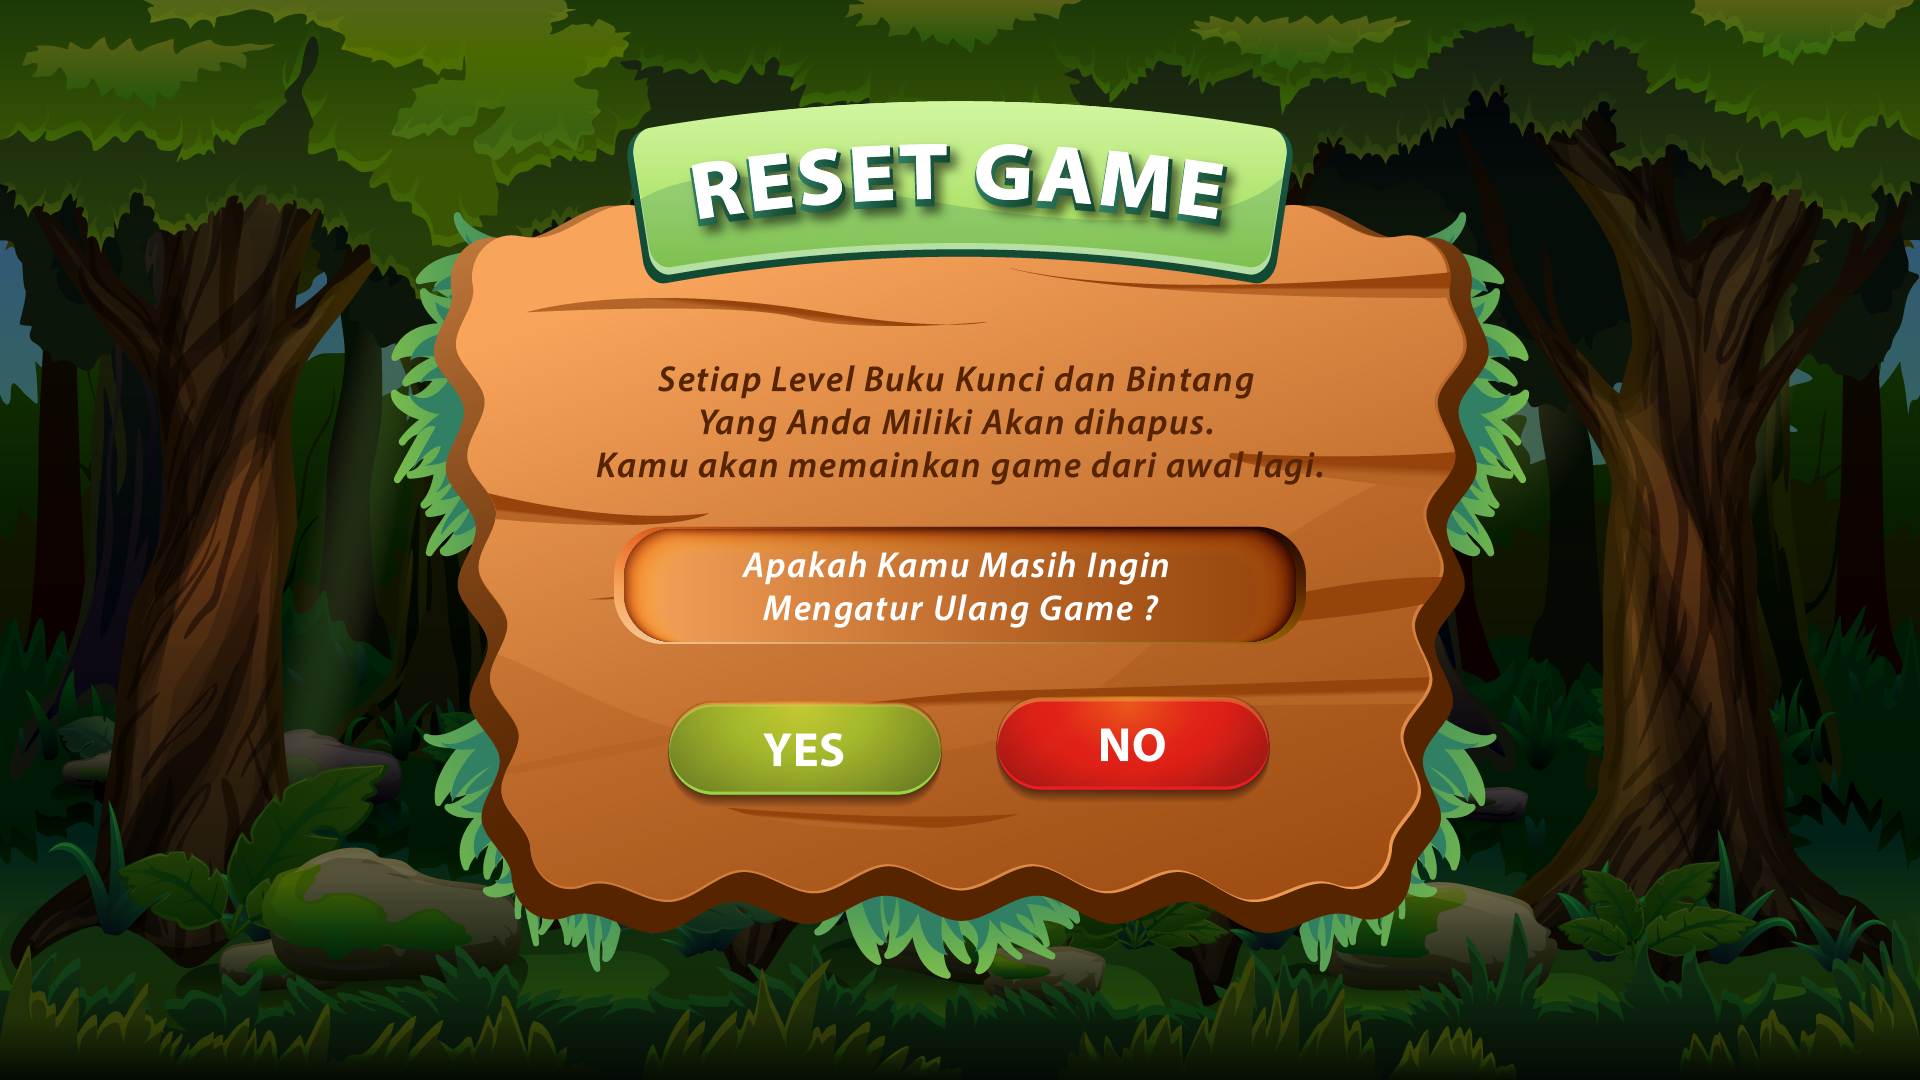 RESET GAME
Setiap Level Buku Kunci dan Bintang
Yang Anda Miliki Akan dihapus.
Kamu akan memainkan game dari awal lagi.
Apakah Kamu Masih Ingin
Mengatur Ulang Game ?
YES
NO